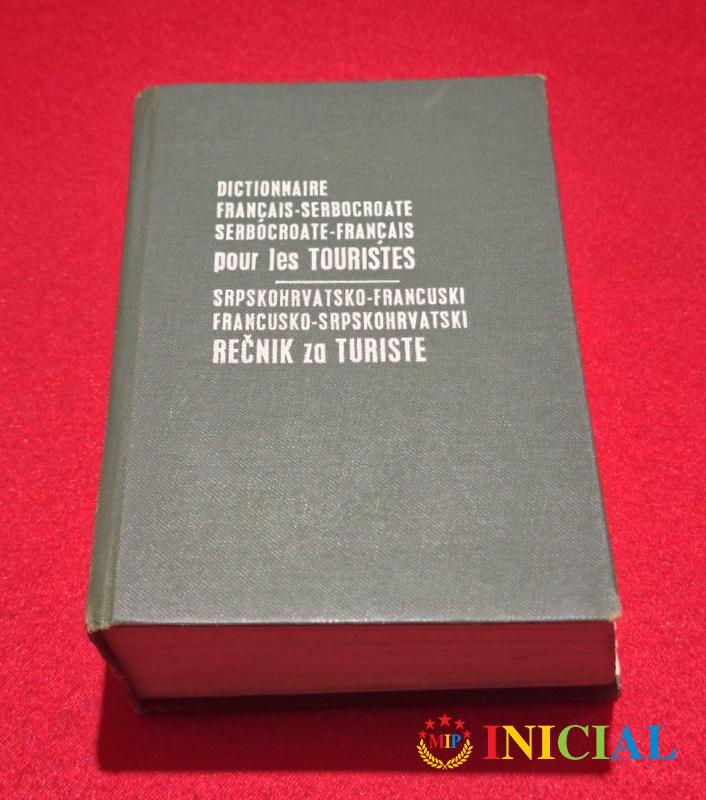 DICTIONNAIRE
FRANÇAIS-SERBOCROATE
SERBOCROATE-FRANÇAIS
pour les TOURISTES
SRPSKOHRVATSKO-FRANCUSKI
FRANCUSKO-SRPSKOHRVATSKI
REČNIK za TURISTE
MIP INICIAL